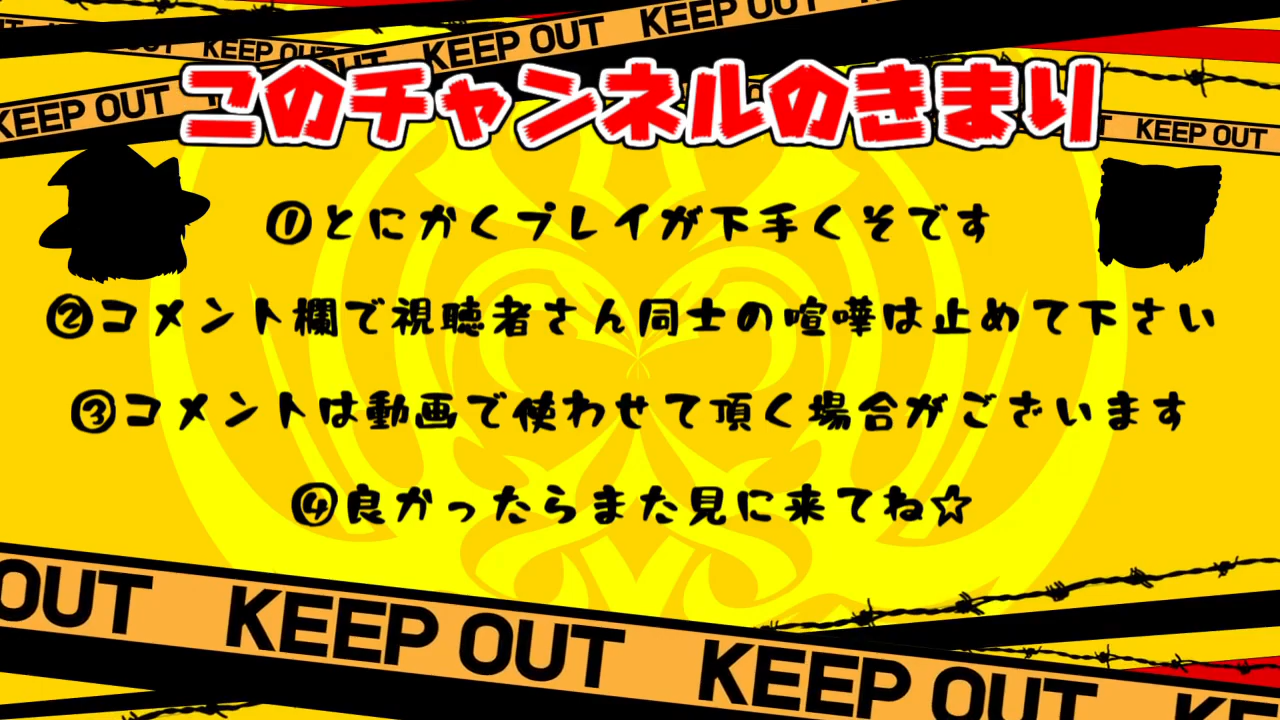 KEEP OUT
KEEP OUT
KEEP OUT
KEEP OUT
このチャンネルのきまり
KEEP OUT
①とにかくプレイが下手くそです
②コメント欄で視聴者さん同士の喧嘩は止めて下さい
③コメントは動画で使わせて頂く場合がございます
④良かったらまた見に来てね☆
OUT KEEP OUT KEEP OUT KE